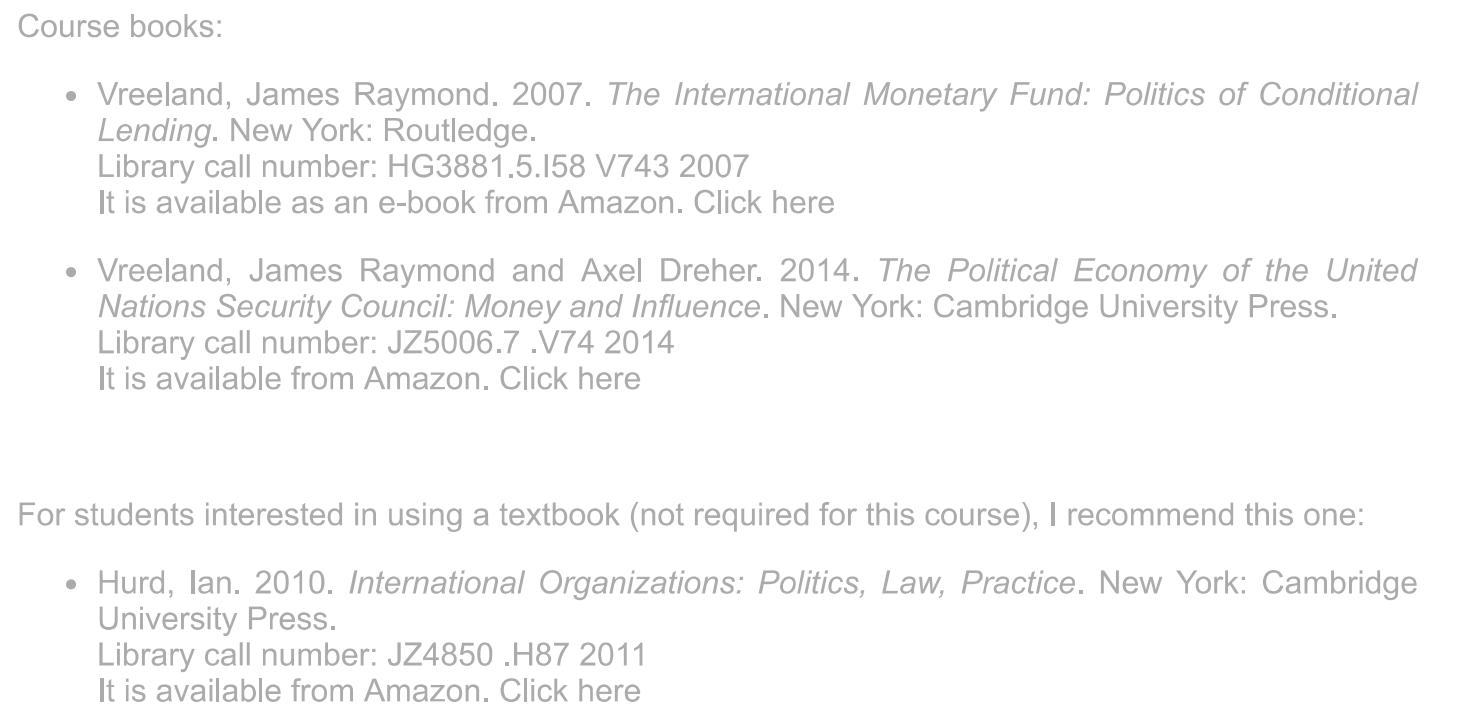 Course books:
• Vreeland, James Raymond. 2007. The International Monetary Fund: Politics of Conditional
Lending. New York: Routledge.
Library call number: HG3881.5.I58 V743 2007
It is available as an e-book from Amazon. Click here
• Vreeland, James Raymond and Axel Dreher. 2014. The Political Economy of the United
Nations Security Council: Money and Influence. New York: Cambridge University Press.
Library call number: JZ5006.7 .V74 2014
It is available from Amazon. Click here
For students interested in using a textbook (not required for this course), I recommend this one:
• Hurd, Ian. 2010. International Organizations: Politics, Law, Practice. New York: Cambridge
University Press.
Library call number: JZ4850 .H87 2011
It is available from Amazon. Click here